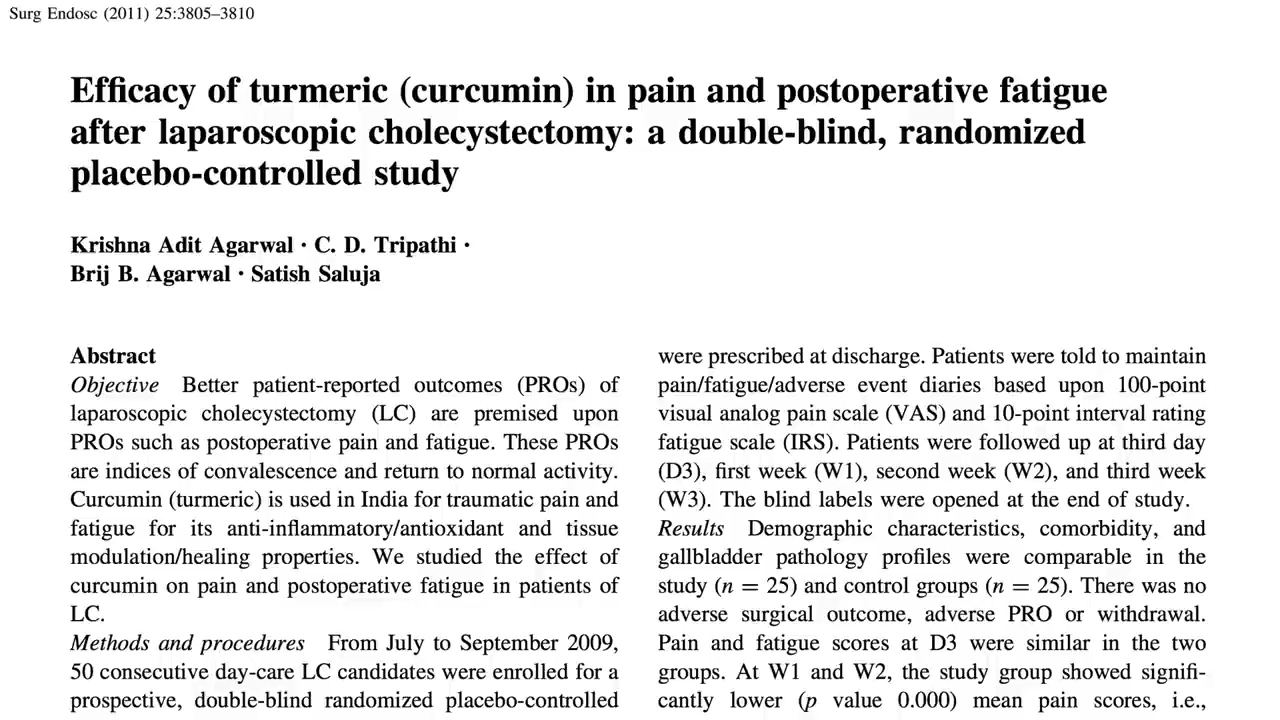 Surg Endosc (2011) 25:3805–3810
Efficacy of turmeric (curcumin) in pain and postoperative fatigue
after laparoscopic cholecystectomy: a double-blind, randomized
placebo-controlled study
Krishna Adit Agarwal · C. D. Tripathi ·
Brij B. Agarwal · Satish Saluja
Abstract
Objective Better patient-reported outcomes (PROs) of
laparoscopic cholecystectomy (LC) are premised upon
PROs such as postoperative pain and fatigue. These PROs
are indices of convalescence and return to normal activity.
Curcumin (turmeric) is used in India for traumatic pain and
fatigue for its anti-inflammatory/antioxidant and tissue
modulation/healing properties. We studied the effect of
curcumin on pain and postoperative fatigue in patients of
LC.
Methods and procedures From July to September 2009,
50 consecutive day-care LC candidates were enrolled for a
prospective, double-blind randomized placebo-controlled
were prescribed at discharge. Patients were told to maintain
pain/fatigue/adverse event diaries based upon 100-point
visual analog pain scale (VAS) and 10-point interval rating
fatigue scale (IRS). Patients were followed up at third day
(D3), first week (W1), second week (W2), and third week
(W3). The blind labels were opened at the end of study.
Results Demographic characteristics, comorbidity, and
gallbladder pathology profiles were comparable in the
study (n = 25) and control groups (n = 25). There was no
adverse surgical outcome, adverse PRO or withdrawal.
Pain and fatigue scores at D3 were similar in the two
groups. At W1 and W2, the study group showed signifi-
cantly lower (p value 0.000) mean pain scores, i.e.,